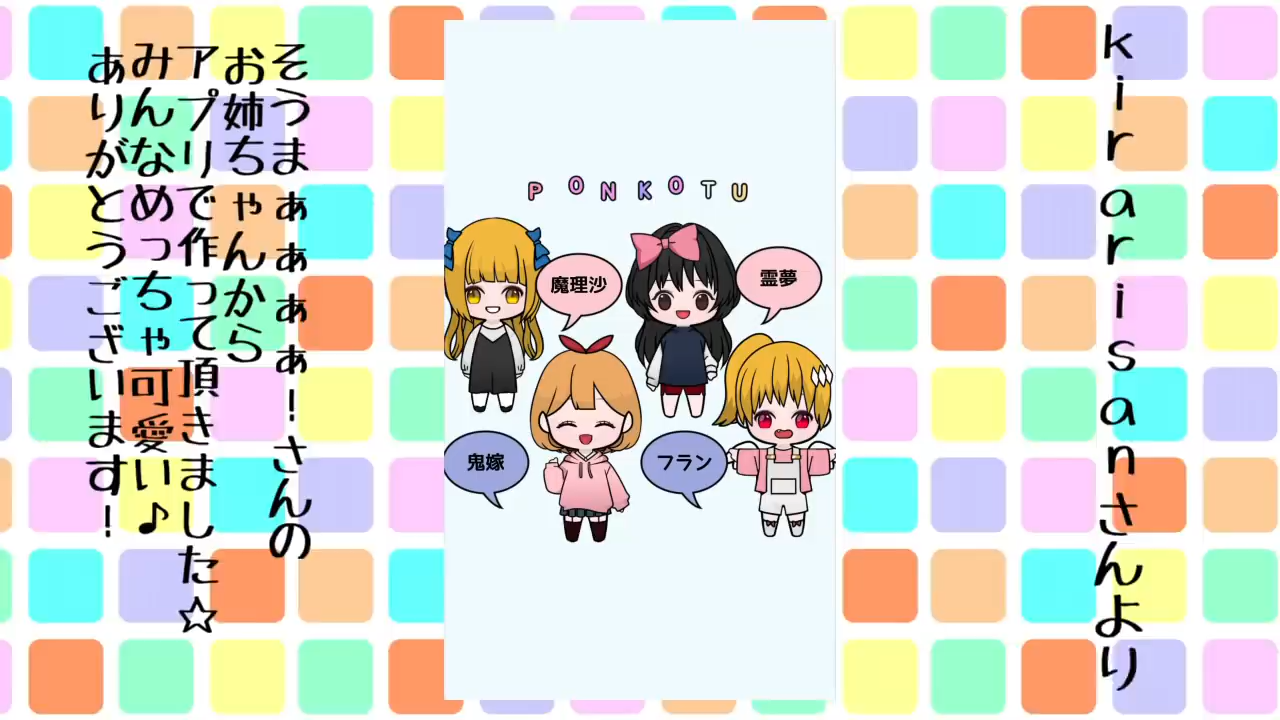 kirarisanさんより
PONKOTU
魔理沙
霊夢
鬼嫁
フラン
そうまぁぁぁぁぁ!さんの
お姉ちゃんから
アプリで作って頂きました☆
みんなめっちゃ可愛い♪
ありがとうございます!